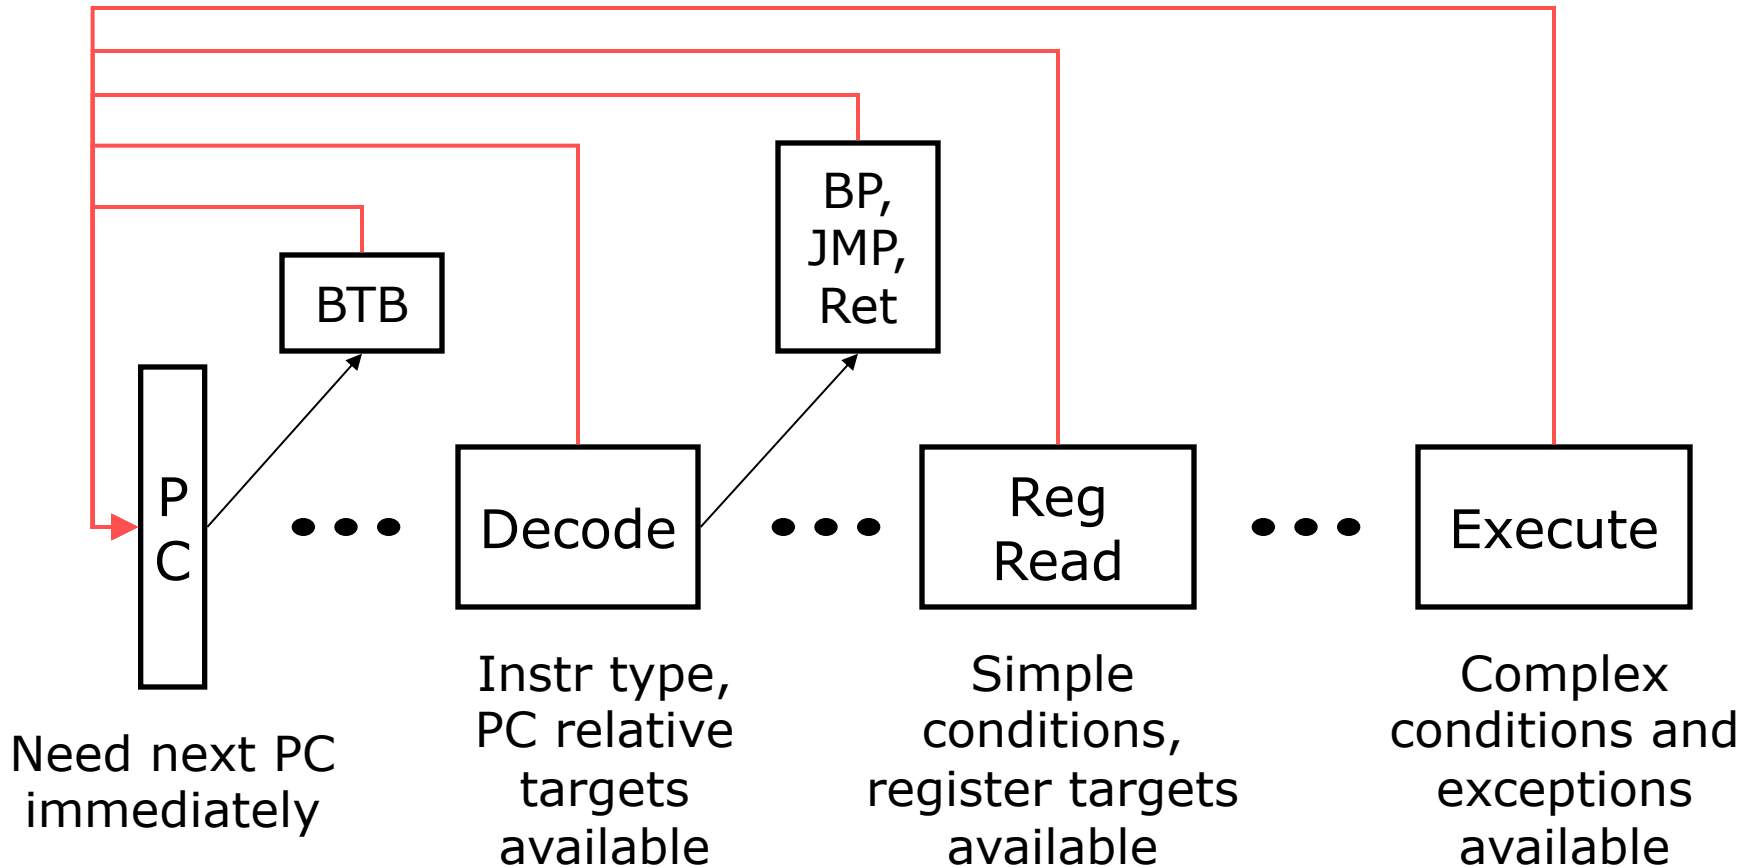 BP,
JMP,
Ret
BTB
P
C
Decode
Reg
Read
Execute
Need next PC
immediately
Instr type,
PC relative
targets
available
Simple
conditions,
register targets
available
Complex
conditions and
exceptions
available